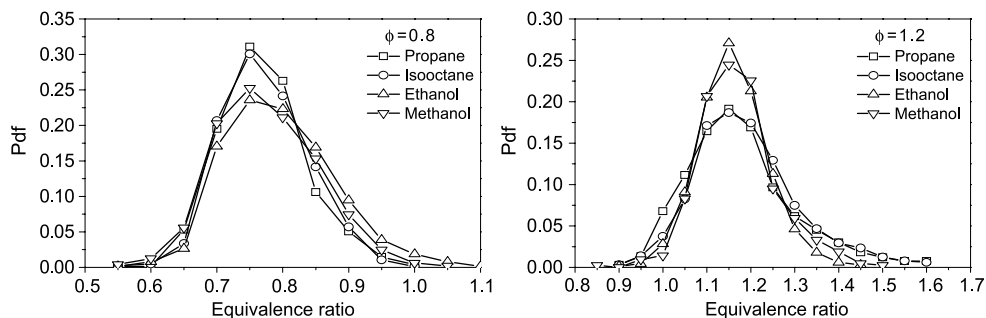 ϕ=0.8
Propane
Isooctane
Ethanol
Methanol
Pdf
0.35
0.30
0.25
0.20
0.15
0.10
0.05
0.00
0.5 0.6 0.7 0.8 0.9 1.0 1.1
Equivalence ratio
ϕ=1.2
Propane
Isooctane
Ethanol
Methanol
Pdf
0.30
0.25
0.20
0.15
0.10
0.05
0.00
0.8 0.9 1.0 1.1 1.2 1.3 1.4 1.5 1.6 1.7
Equivalence ratio